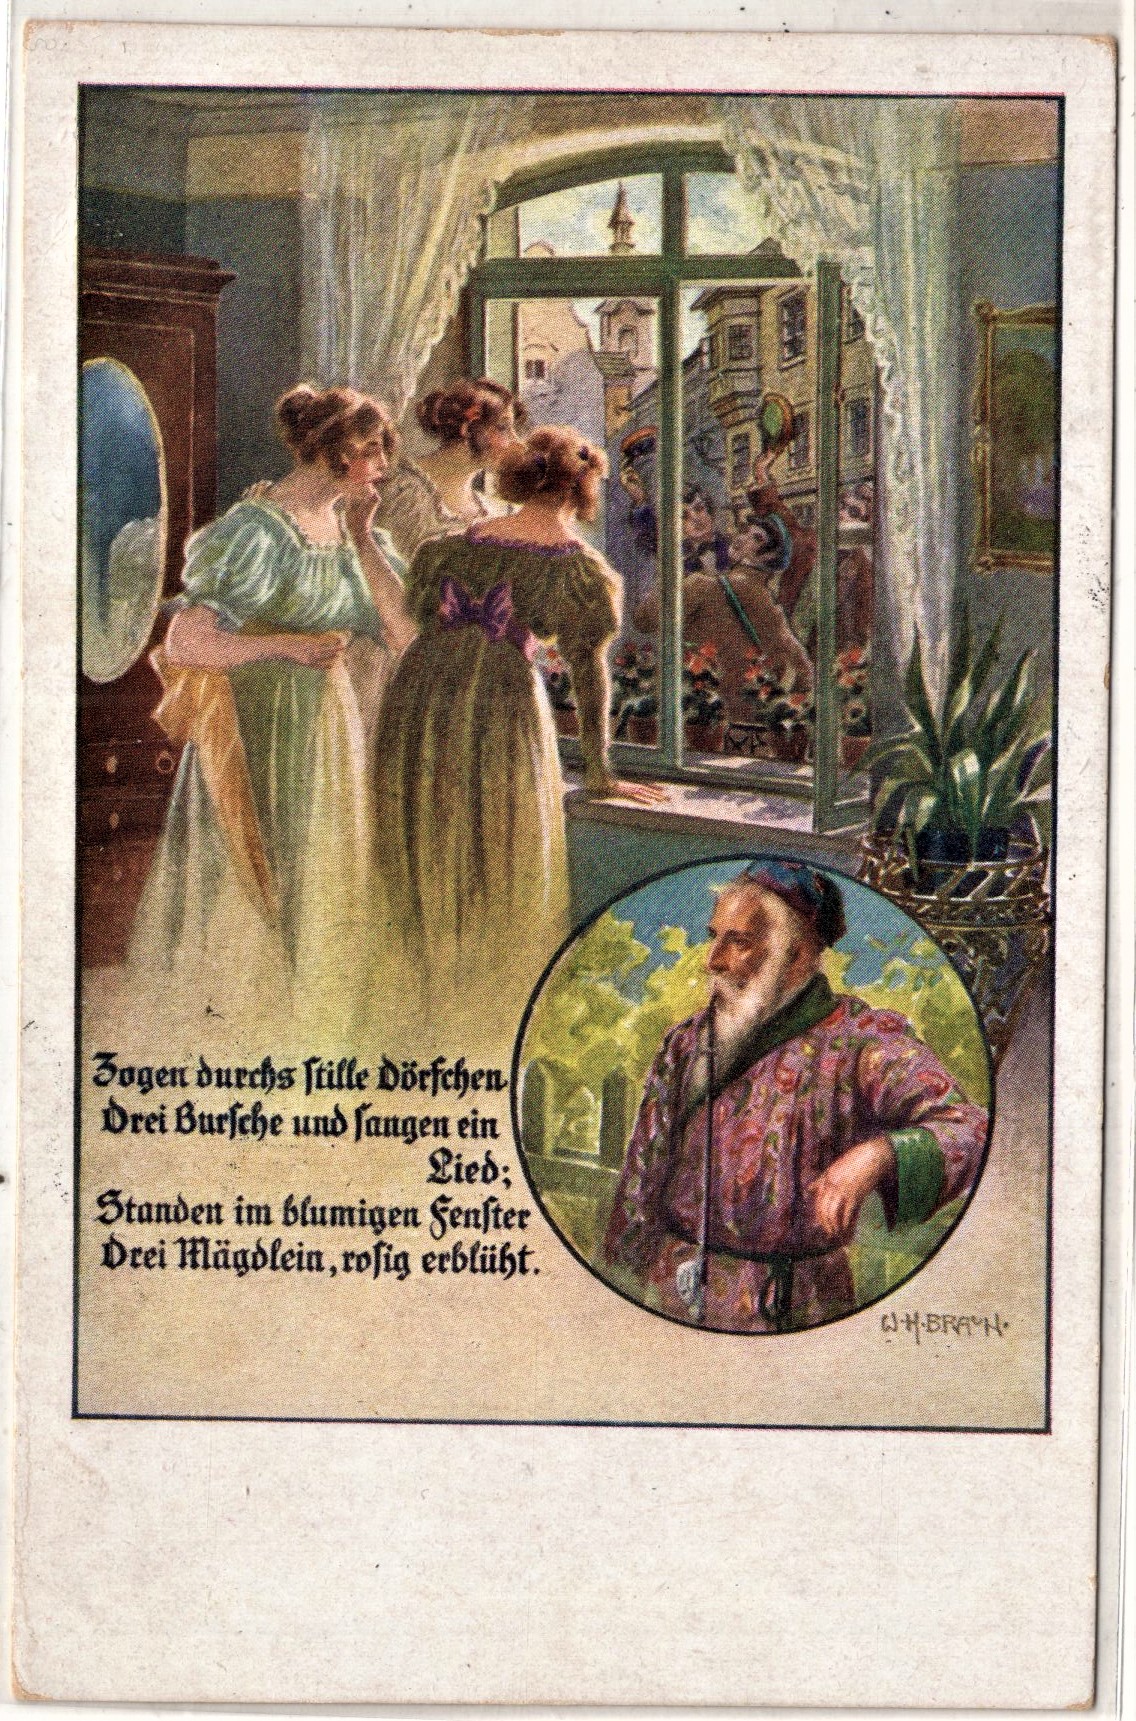 Zogen durchs stille Dörfchen
Drei Bursche und sangen ein
Lied;
Standen im blumigen Fenster
Drei Mägdlein, rosig erblüht.
W·H·BRAUN·